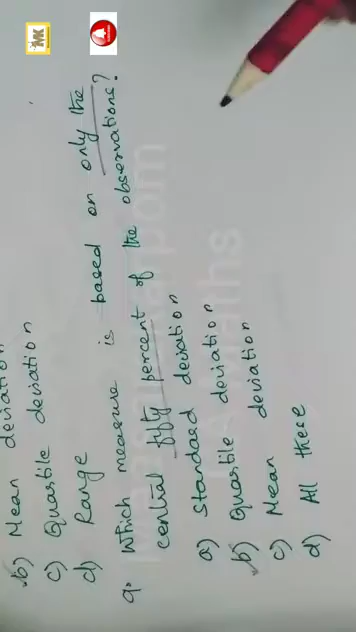 b) Mean deviation
c) Quartile deviation
d) Range
9. Which measure is based on only the
central fifty percent of the observations?
a) Standard deviation
b) Quartile deviation
c) Mean deviation
d) All these
MK